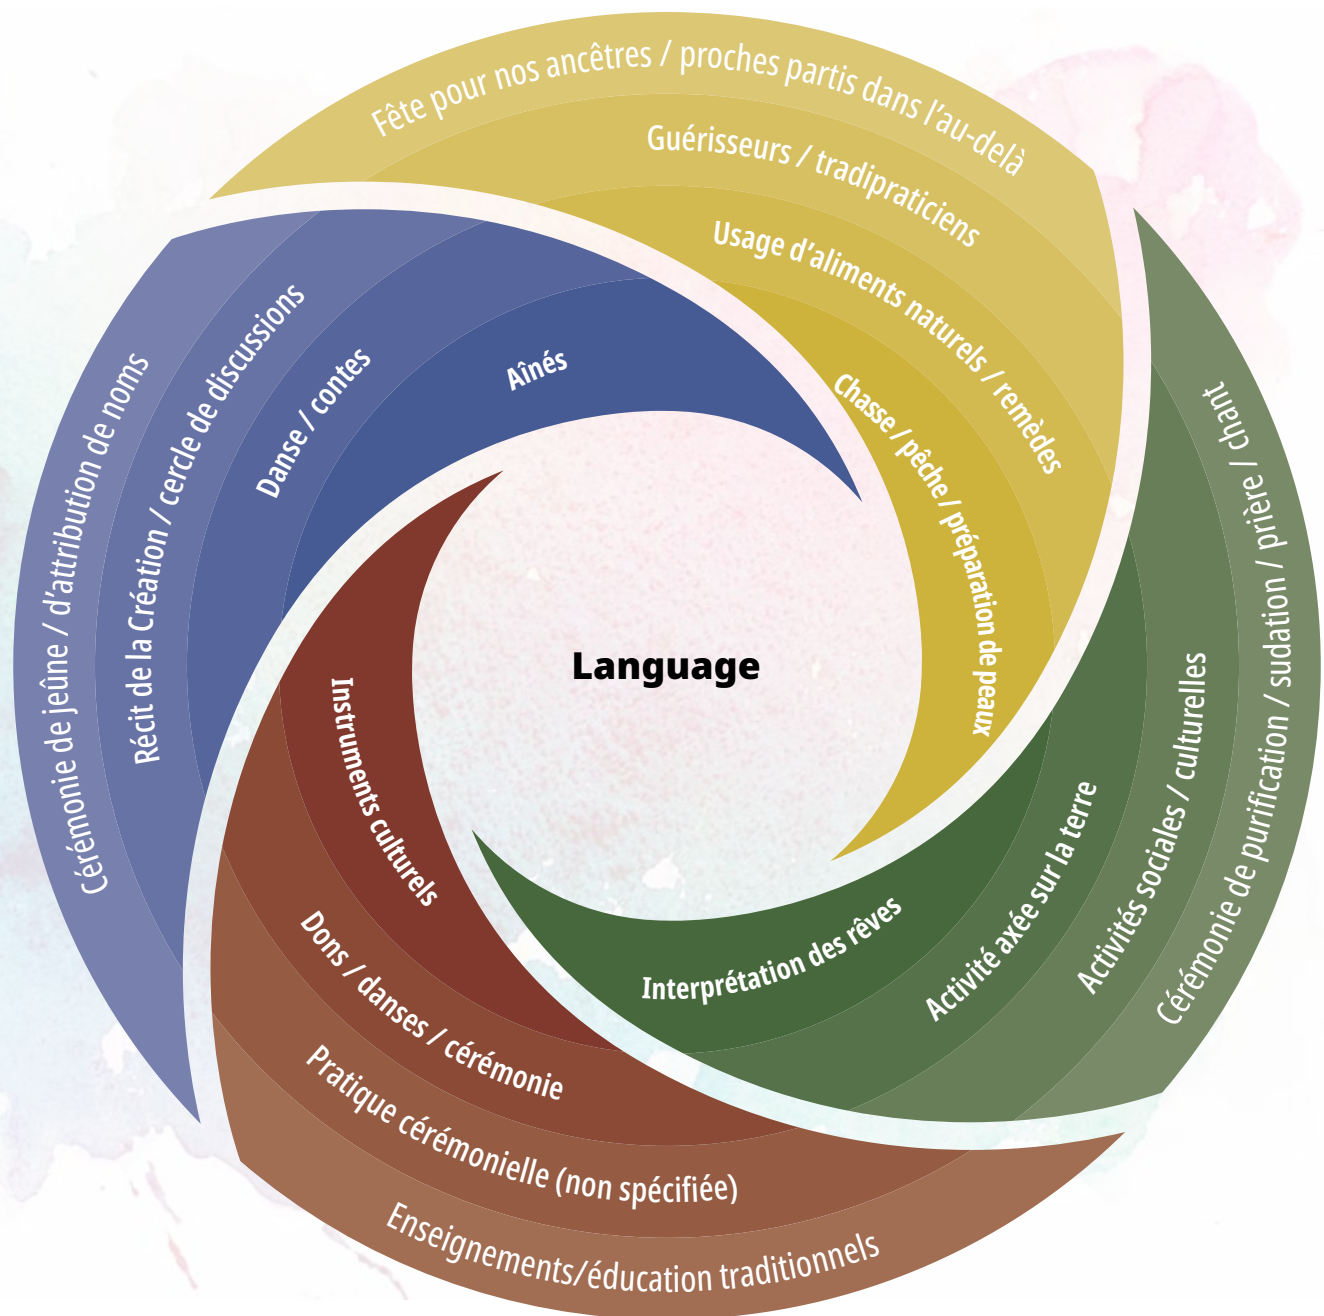 Fête pour nos ancêtres / proches partis dans l'au-delà
Guérisseurs / tradipraticiens
Usage d'aliments naturels / remèdes
Chasse / pêche / préparation de peaux
Cérémonie de purification / sudation / prière / chant
Activités sociales / culturelles
Activité axée sur la terre
Interprétation des rêves
Enseignements/éducation traditionnels
Pratique cérémonielle (non spécifiée)
Dons / danses / cérémonie
Instruments culturels
Cérémonie de jeûne / d'attribution de noms
Récit de la Création / cercle de discussions
Danse / contes
Aînés
Language